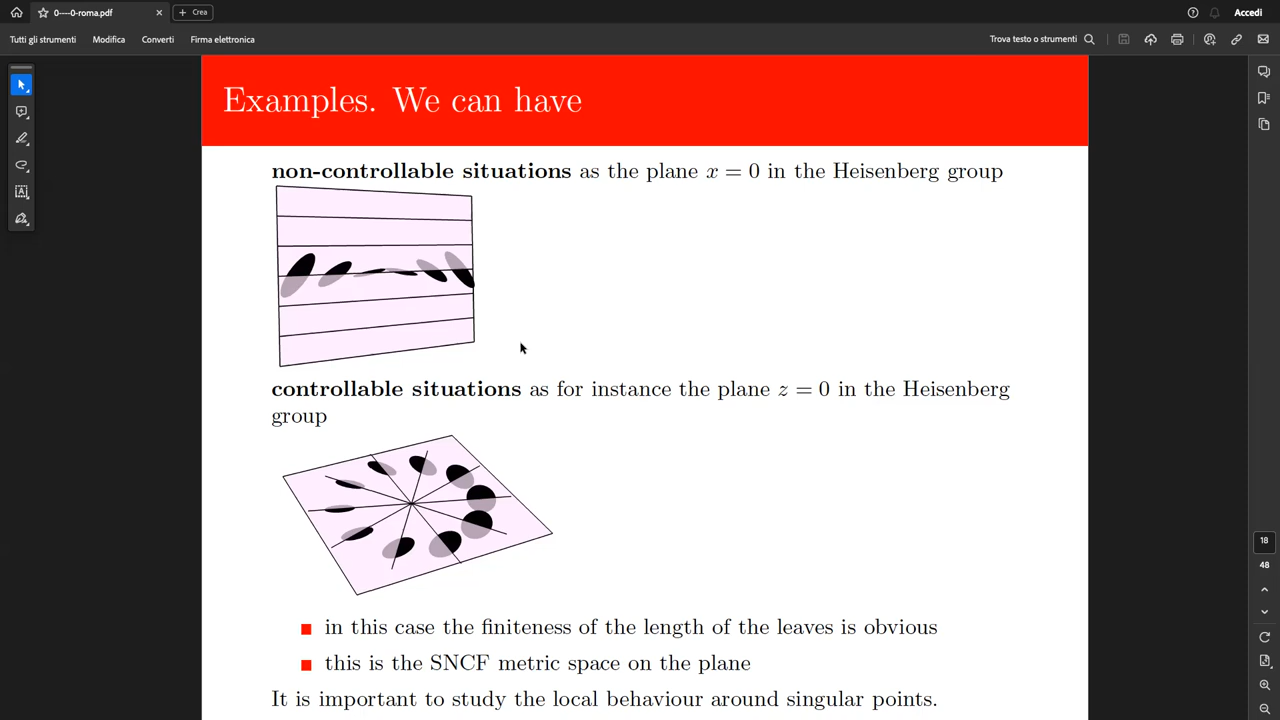 0----0-roma.pdf
Crea
Accedi
Tutti gli strumenti Modifica Converti Firma elettronica
Trova testo o strumenti
Examples. We can have
non-controllable situations as the plane x = 0 in the Heisenberg group
controllable situations as for instance the plane z = 0 in the Heisenberg
group
in this case the finiteness of the length of the leaves is obvious
this is the SNCF metric space on the plane
It is important to study the local behaviour around singular points.
18
48